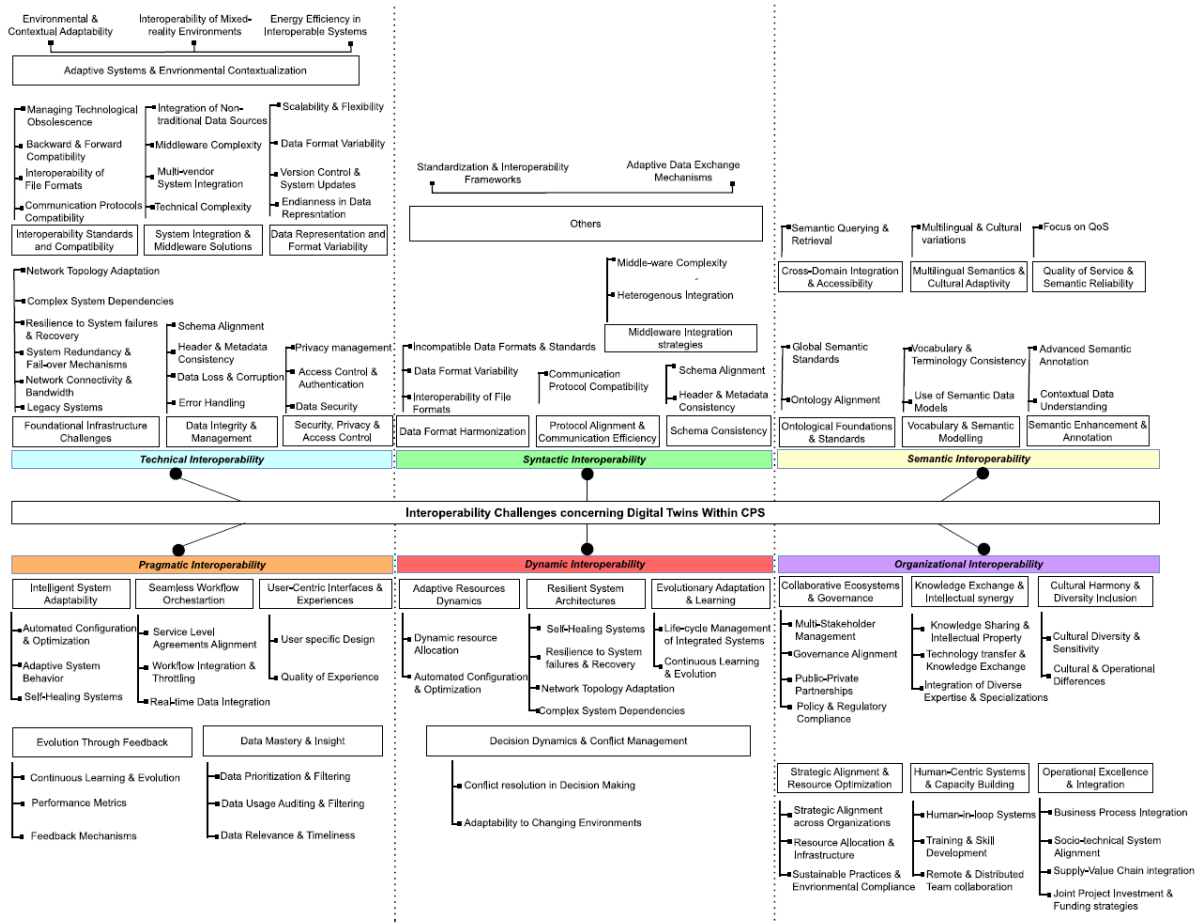 Environmental &
Contextual Adaptability
Interoperability of Mixed-
reality Environments
Energy Efficiency in
Interoperable Systems
Adaptive Systems & Envrionmental Contextualization
Managing Technological
Obsolescence
Backward & Forward
Compatibility
Interoperability of
File Formats
Communication Protocols
Compatibility
Interoperability Standards
and Compatibility
Integration of Non-
traditional Data Sources
Middleware Complexity
Multi-vendor
System Integration
Technical Complexity
System Integration &
Middleware Solutions
Scalability & Flexibility
Data Format Variability
Version Control &
System Updates
Endianness in Data
Represntation
Data Representation and
Format Variability
Network Topology Adaptation
Complex System Dependencies
Resilience to System failures
& Recovery
System Redundancy &
Fail-over Mechanisms
Network Connectivity &
Bandwidth
Legacy Systems
Foundational Infrastructure
Challenges
Schema Alignment
Header & Metadata
Consistency
Data Loss & Corruption
Error Handling
Data Integrity &
Management
Privacy management
Access Control &
Authentication
Data Security
Security, Privacy &
Access Control
Technical Interoperability
Standardization & Interoperability
Frameworks
Adaptive Data Exchange
Mechanisms
Others
Middle-ware Complexity
Heterogenous Integration
Middleware Integration
strategies
Incompatible Data Formats & Standards
Data Format Variability
Interoperability of File
Formats
Data Format Harmonization
Communication
Protocol Compatibility
Protocol Alignment &
Communication Efficiency
Schema Alignment
Header & Metadata
Consistency
Schema Consistency
Syntactic Interoperability
Semantic Querying &
Retrieval
Cross-Domain Integration
& Accessibility
Multilingual & Cultural
variations
Multilingual Semantics &
Cultural Adaptivity
Focus on QoS
Quality of Service &
Semantic Reliability
Global Semantic
Standards
Ontology Alignment
Ontological Foundations
& Standards
Vocabulary &
Terminology Consistency
Use of Semantic Data
Models
Vocabulary & Semantic
Modelling
Advanced Semantic
Annotation
Contextual Data
Understanding
Semantic Enhancement &
Annotation
Semantic Interoperability
Interoperability Challenges concerning Digital Twins Within CPS
Pragmatic Interoperability
Intelligent System
Adaptability
Automated Configuration
& Optimization
Adaptive System
Behavior
Self-Healing Systems
Seamless Workflow
Orchestartion
Service Level
Agreements Alignment
Workflow Integration &
Throttling
Real-time Data Integration
User-Centric Interfaces &
Experiences
User specific Design
Quality of Experience
Evolution Through Feedback
Continuous Learning & Evolution
Performance Metrics
Feedback Mechanisms
Data Mastery & Insight
Data Prioritization & Filtering
Data Usage Auditing & Filtering
Data Relevance & Timeliness
Dynamic Interoperability
Adaptive Resources
Dynamics
Dynamic resource
Allocation
Automated Configuration
& Optimization
Resilient System
Architectures
Self-Healing Systems
Resilience to System
failures & Recovery
Network Topology Adaptation
Complex System Dependencies
Evolutionary Adaptation
& Learning
Life-cycle Management
of Integrated Systems
Continuous Learning
& Evolution
Decision Dynamics & Conflict Management
Conflict resolution in Decision Making
Adaptability to Changing Environments
Organizational Interoperability
Collaborative Ecosystems
& Governance
Multi-Stakeholder
Management
Governance Alignment
Public-Private
Partnerships
Policy & Regulatory
Compliance
Knowledge Exchange &
Intellectual synergy
Knowledge Sharing &
Intellectual Property
Technology transfer &
Knowledge Exchange
Integration of Diverse
Expertise & Specializations
Cultural Harmony &
Diversity Inclusion
Cultural Diversity &
Sensitivity
Cultural & Operational
Differences
Strategic Alignment &
Resource Optimization
Strategic Alignment
across Organizations
Resource Allocation &
Infrastructure
Sustainable Practices &
Entvironmental Compliance
Human-Centric Systems
& Capacity Building
Human-in-loop Systems
Training & Skill
Development
Remote & Distributed
Team collaboration
Operational Excellence
& Integration
Business Process Integration
Socio-technical System
Alignment
Supply-Value Chain integration
Joint Project Investment &
Funding strategies